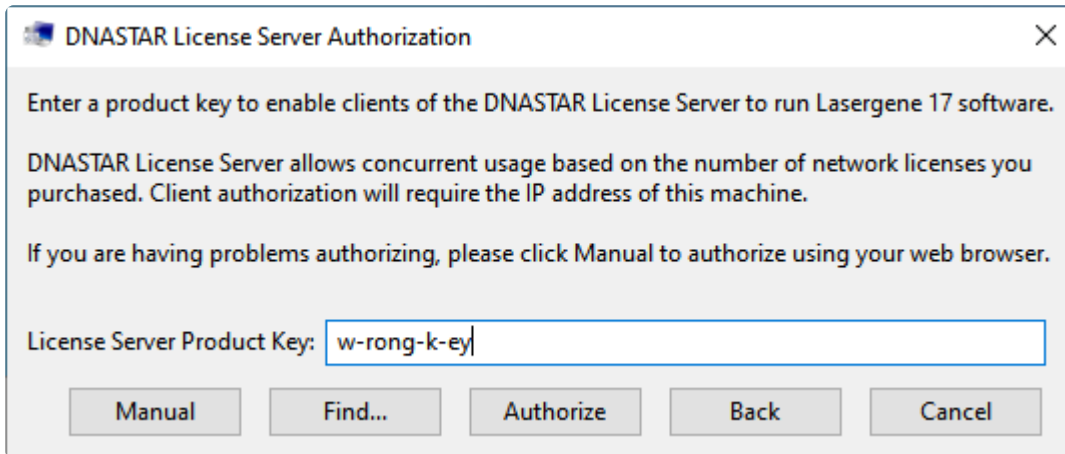 DNASTAR License Server Authorization
Enter a product key to enable clients of the DNASTAR License Server to run Lasergene 17 software.
DNASTAR License Server allows concurrent usage based on the number of network licenses you
purchased. Client authorization will require the IP address of this machine.
If you are having problems authorizing, please click Manual to authorize using your web browser.
License Server Product Key: w-rong-k-ey
Manual Find... Authorize Back Cancel